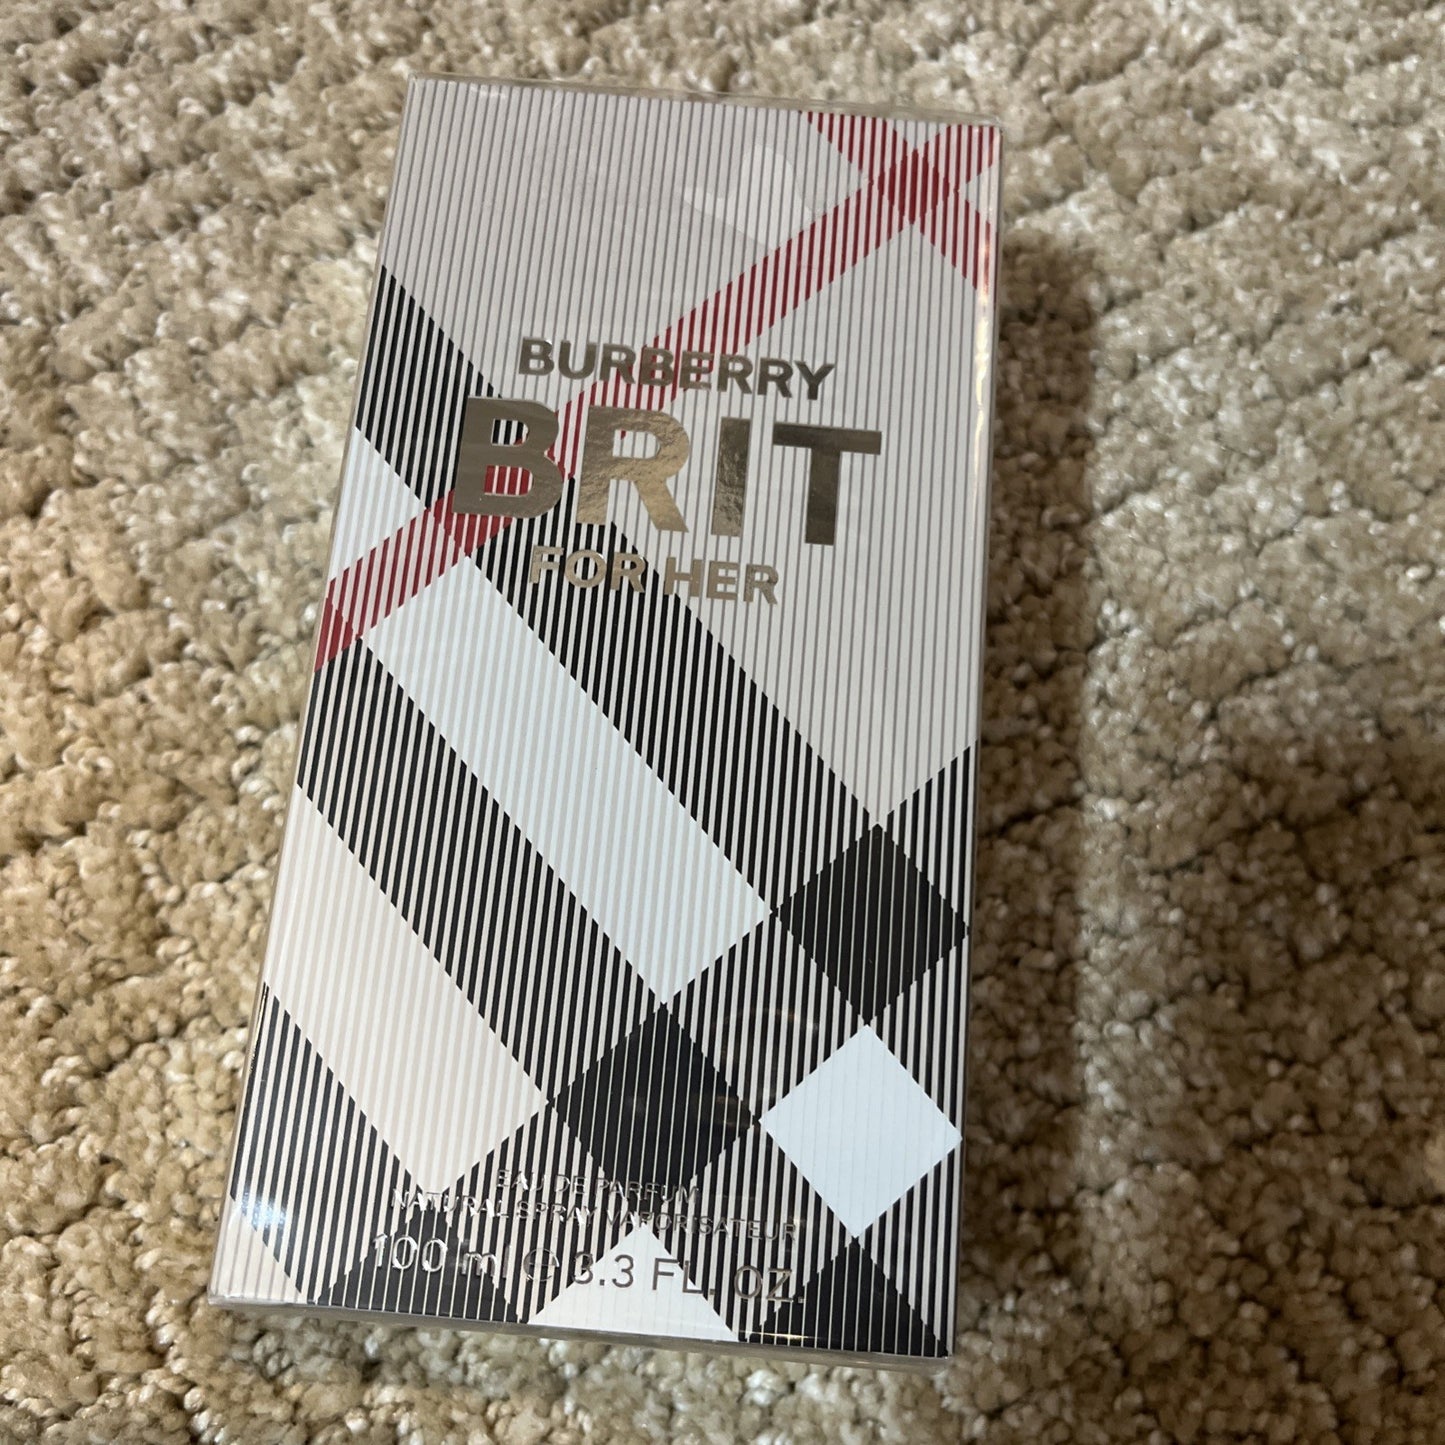 BURBERRY
BRIT
FOR HER
EAU DE PARFUM
NATURAL SPRAY VAPORISATEUR
100 ml ℮ 3.3 FL. OZ.